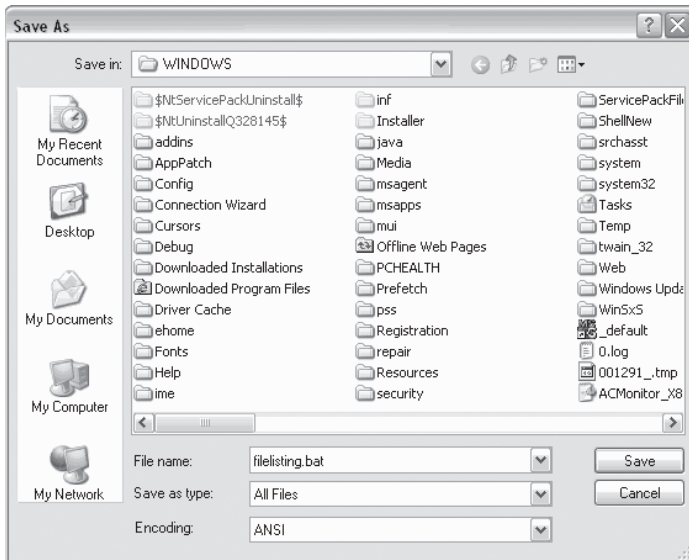 Save As
Save in: WINDOWS
My Recent Documents
Desktop
My Documents
My Computer
My Network
$NtServicePackUninstall$
$NtUninstallQ328145$
addins
AppPatch
Config
Connection Wizard
Cursors
Debug
Downloaded Installations
Downloaded Program Files
Driver Cache
ehome
Fonts
Help
ime
inf
Installer
java
Media
msagent
msapps
mui
Offline Web Pages
PCHEALTH
Prefetch
pss
Registration
repair
Resources
security
ServicePackFil
ShellNew
srchasst
system
system32
Tasks
Temp
twain_32
Web
Windows Upda
WinSxS
_default
0.log
001291_.tmp
ACMonitor_X8
File name: filelisting.bat
Save
Save as type: All Files
Cancel
Encoding: ANSI